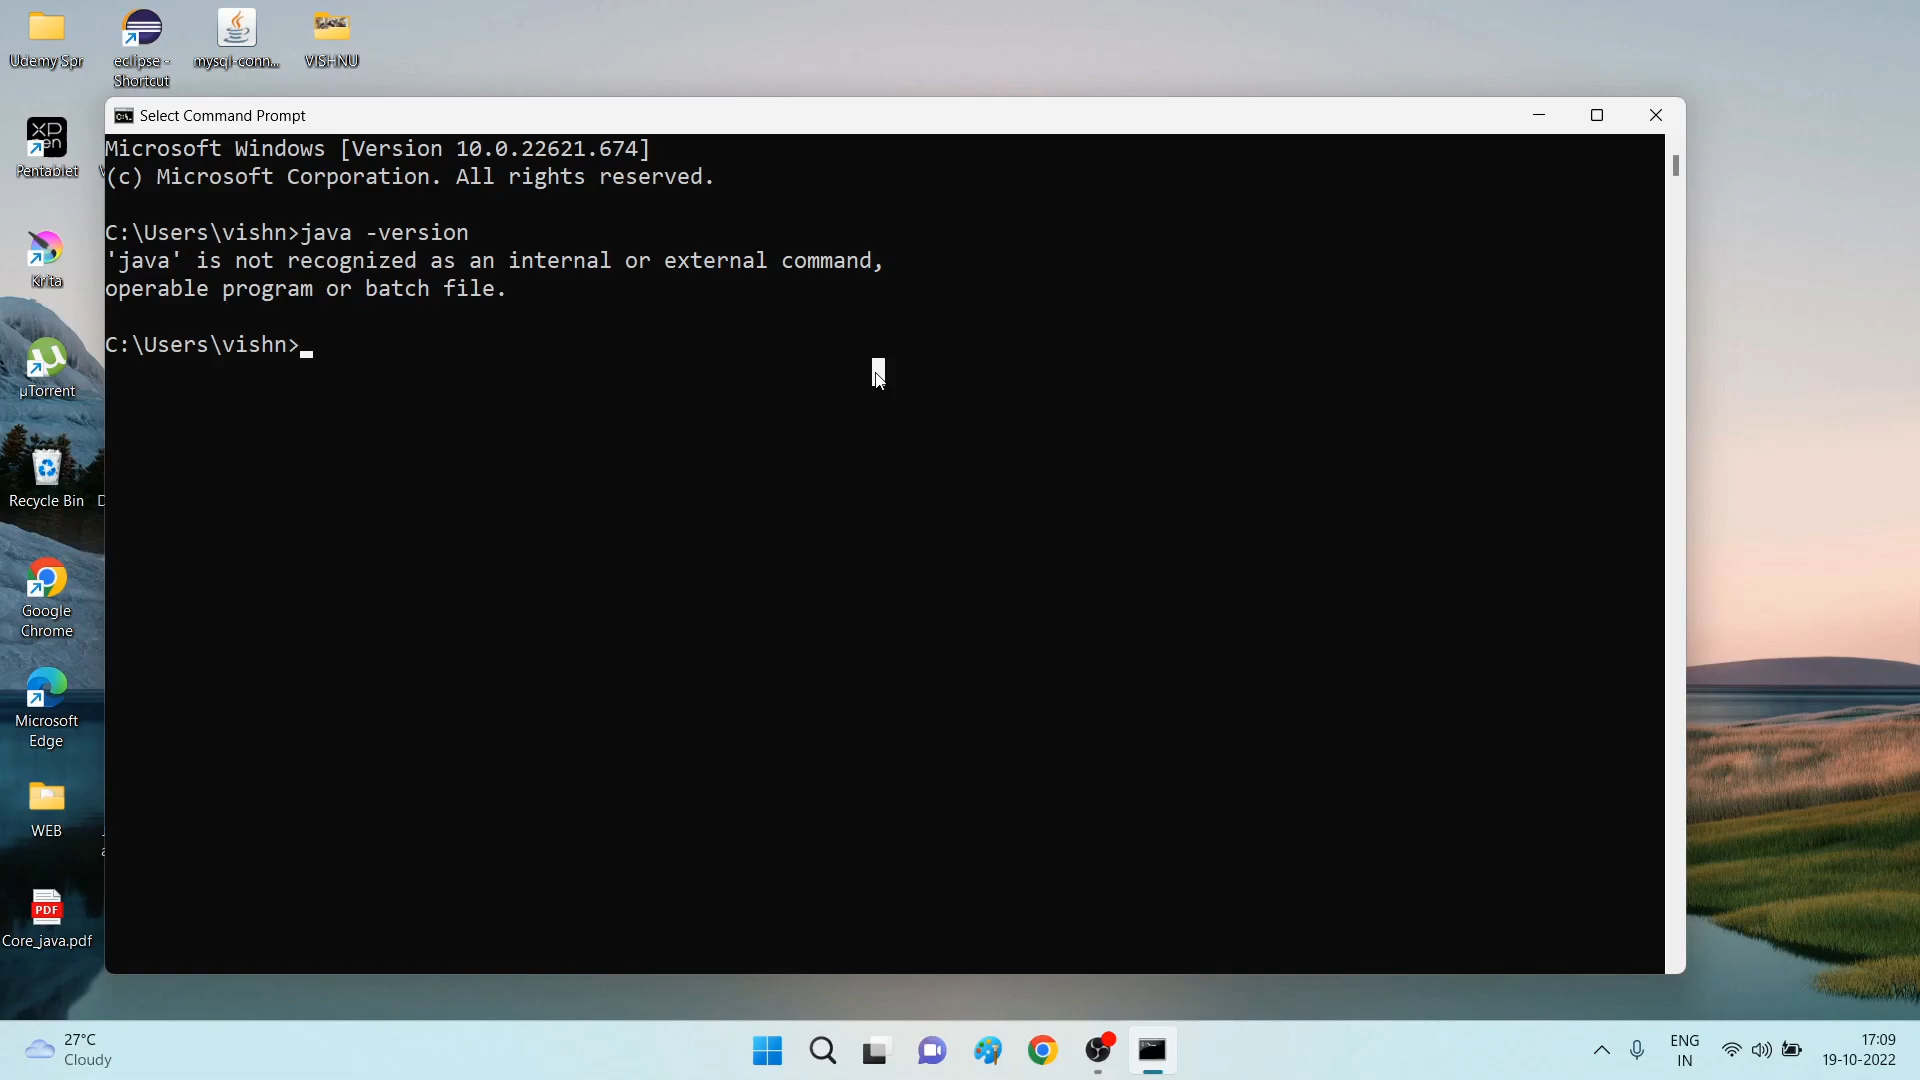 Udemy Spr
eclipse -
Shortcut
mysql-conn...
VISHNU
Select Command Prompt
XP
Pen
Pentablet
Microsoft Windows [Version 10.0.22621.674]
(c) Microsoft Corporation. All rights reserved.
C:\Users\vishn>java -version
'java' is not recognized as an internal or external command,
operable program or batch file.
C:\Users\vishn>
Krita
µTorrent
Recycle Bin
Google
Chrome
Microsoft
Edge
WEB
PDF
Core_java.pdf
27°C
Cloudy
ENG
IN
17:09
19-10-2022